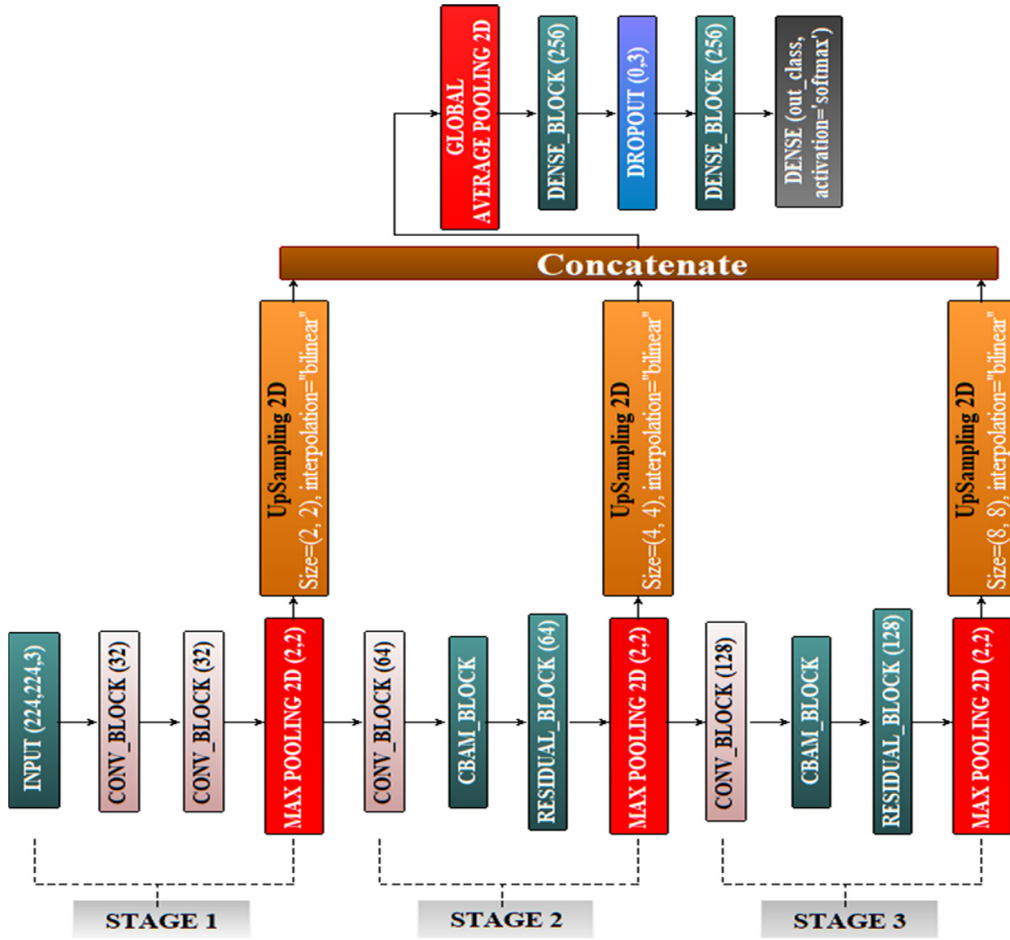 GLOBAL
AVERAGE POOLING 2D
DENSE_BLOCK (256)
DROPOUT (0,3)
DENSE_BLOCK (256)
DENSE (out_class,
activation='softmax')
Concatenate
UpSampling 2D
Size=(2, 2), interpolation="bilinear"
UpSampling 2D
Size=(4, 4), interpolation="bilinear"
UpSampling 2D
Size=(8, 8), interpolation="bilinear"
INPUT (224,224,3)
CONV_BLOCK (32)
CONV_BLOCK (32)
MAX POOLING 2D (2,2)
CONV_BLOCK (64)
CBAM_BLOCK
RESIDUAL_BLOCK (64)
MAX POOLING 2D (2,2)
CONV_BLOCK (128)
CBAM_BLOCK
RESIDUAL_BLOCK (128)
MAX POOLING 2D (2,2)
STAGE 1
STAGE 2
STAGE 3